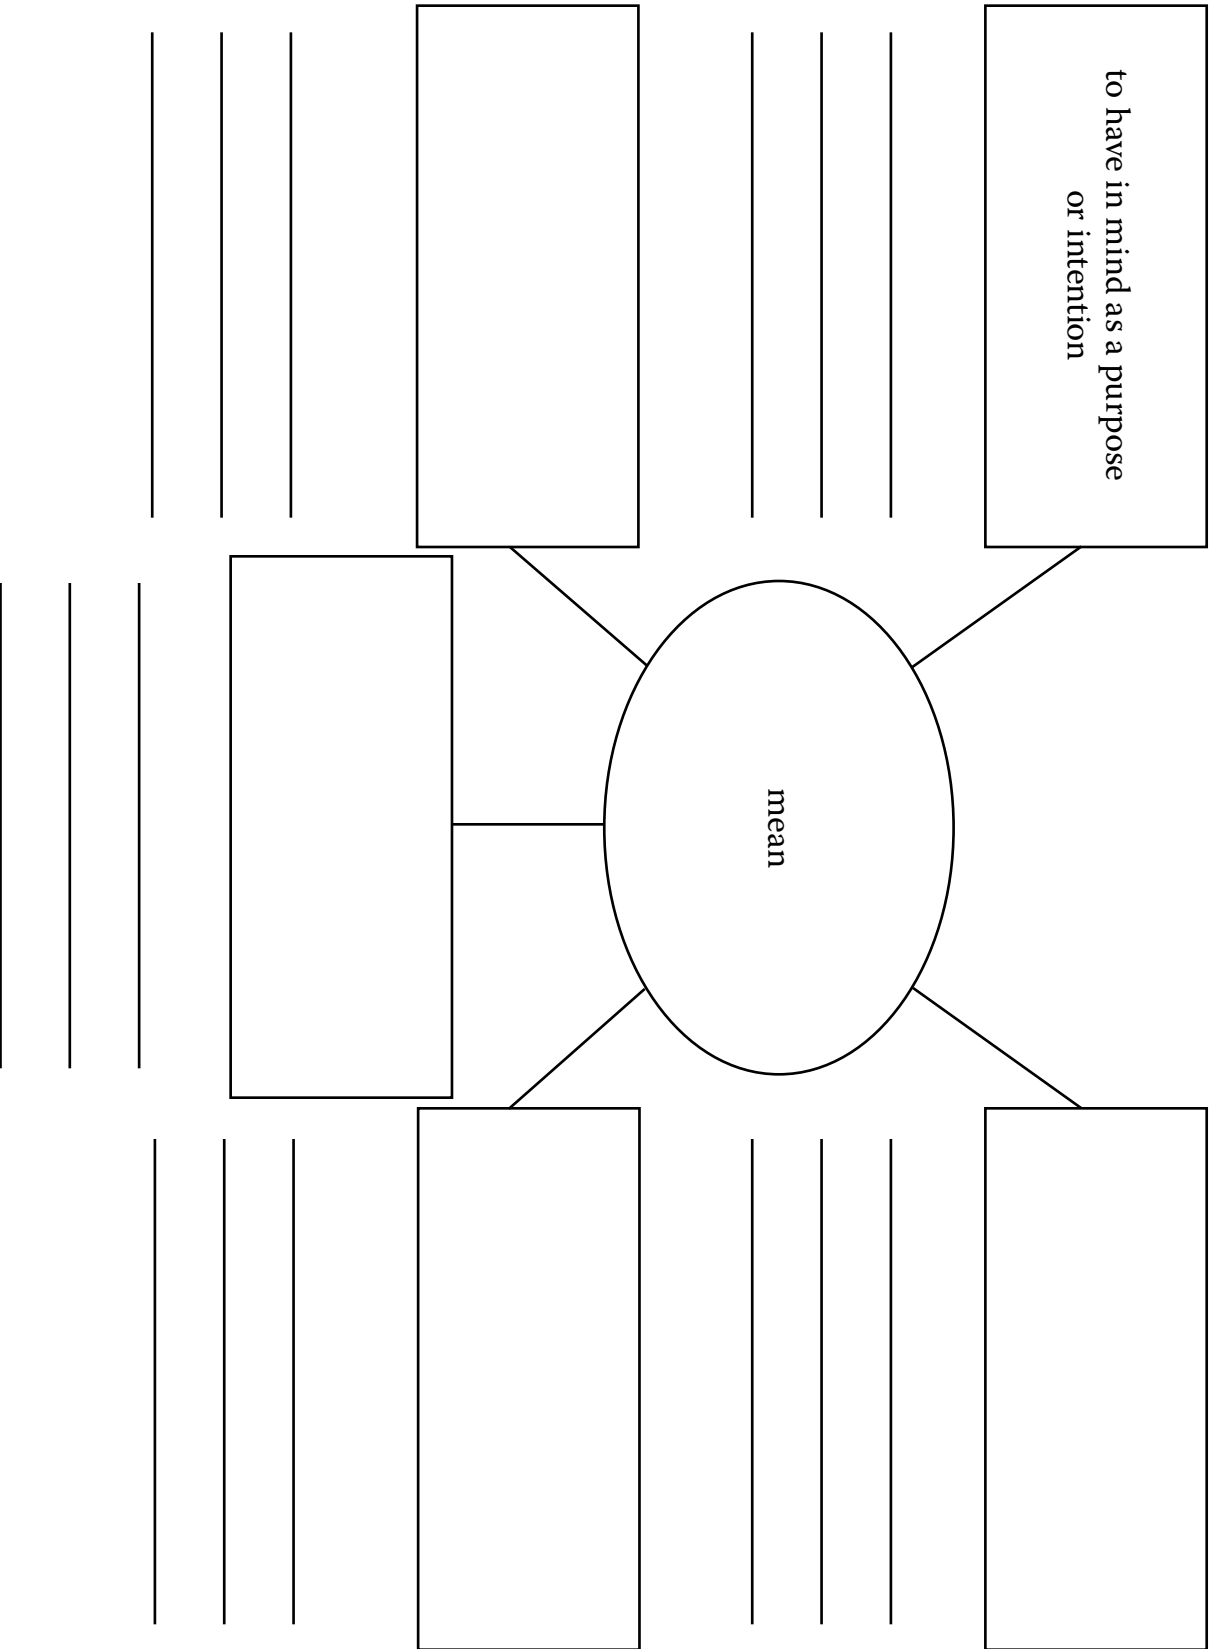 to have in mind as a purpose
or intention
mean